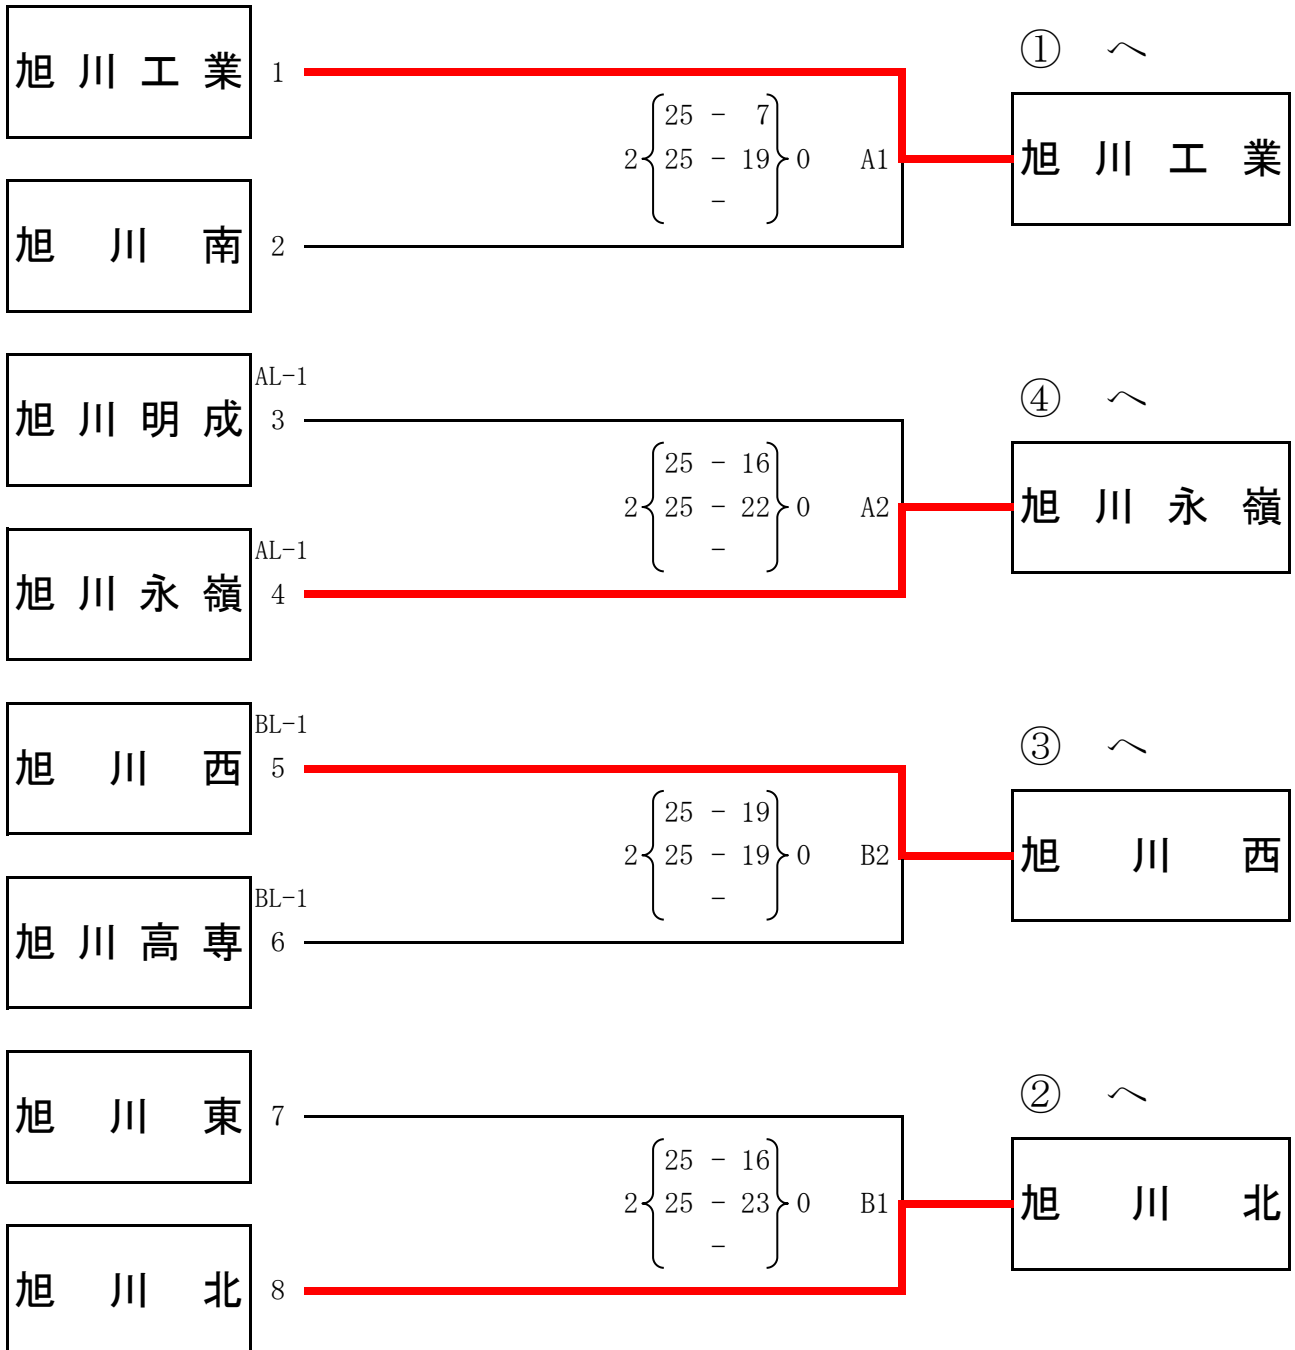 旭川工業 1
① へ
25 - 7
2 25 - 19 0 A1
-
旭川工業
旭川南 2
AL-1
旭川明成 3
④ へ
25 - 16
2 25 - 22 0 A2
-
旭川永嶺
AL-1
旭川永嶺 4
BL-1
旭川西 5
③ へ
25 - 19
2 25 - 19 0 B2
-
旭川西
BL-1
旭川高専 6
旭川東 7
② へ
25 - 16
2 25 - 23 0 B1
-
旭川北
旭川北 8